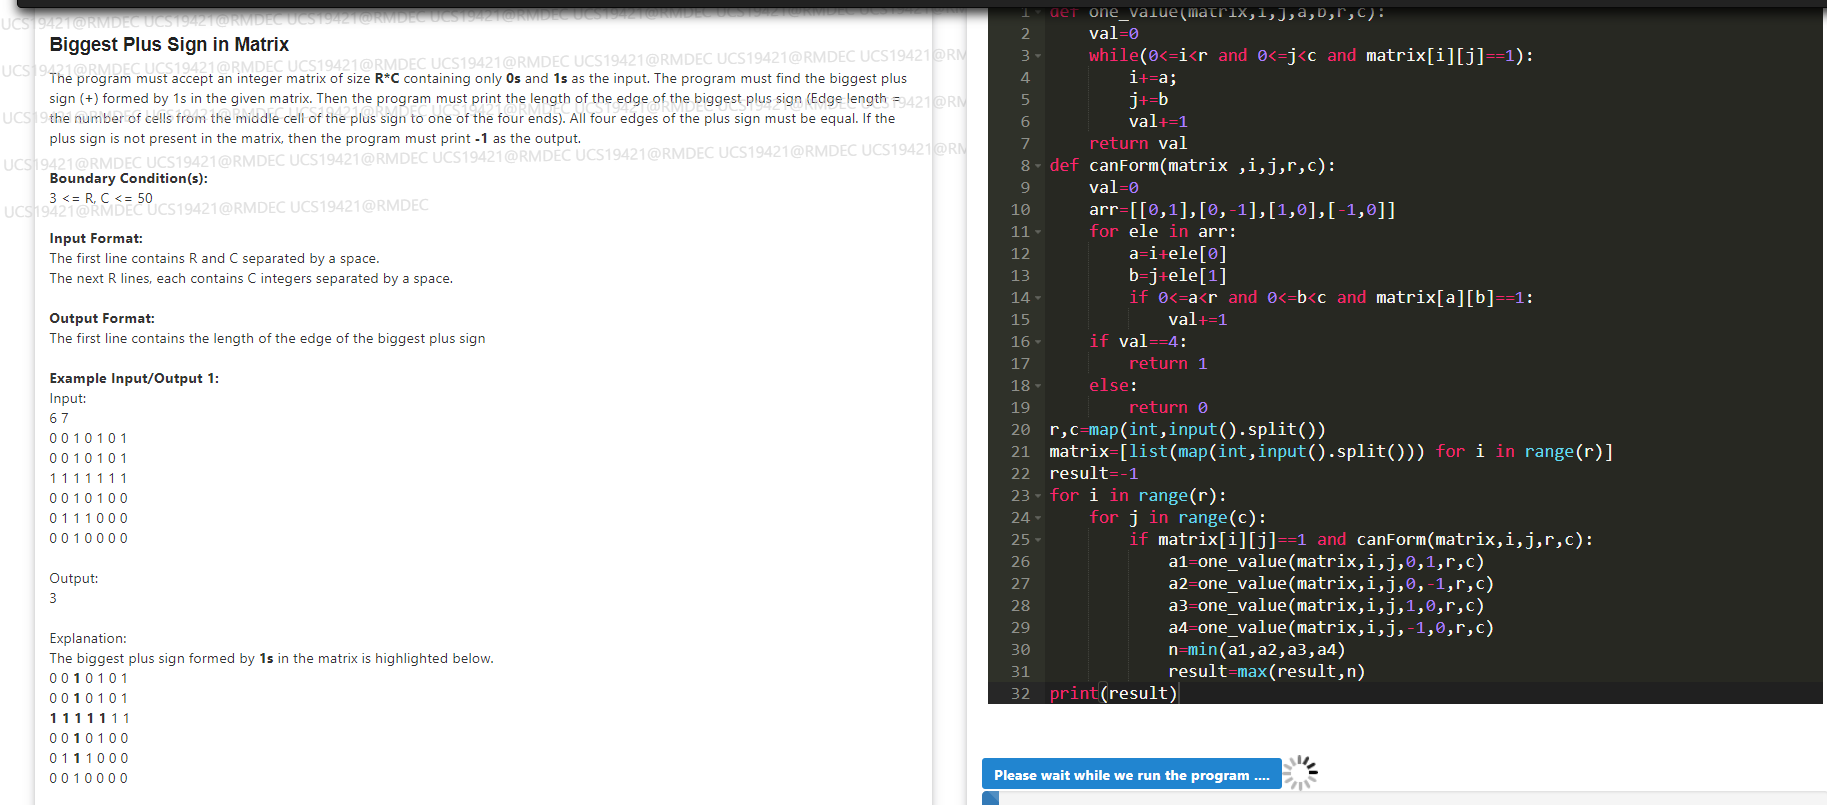 Biggest Plus Sign in Matrix
The program must accept an integer matrix of size R*C containing only 0s and 1s as the input. The program must find the biggest plus
sign (+) formed by 1s in the given matrix. Then the program must print the length of the edge of the biggest plus sign (Edge length =
the number of cells from the middle cell of the plus sign to one of the four ends). All four edges of the plus sign must be equal. If the
plus sign is not present in the matrix, then the program must print -1 as the output.
Boundary Condition(s):
3 <= R, C <= 50
Input Format:
The first line contains R and C separated by a space.
The next R lines, each contains C integers separated by a space.
Output Format:
The first line contains the length of the edge of the biggest plus sign
Example Input/Output 1:
Input:
6 7
0 0 1 0 1 0 1
0 0 1 0 1 0 1
1 1 1 1 1 1 1
0 0 1 0 1 0 0
0 1 1 1 0 0 0
0 0 1 0 0 0 0
Output:
3
Explanation:
The biggest plus sign formed by 1s in the matrix is highlighted below.
0 0 1 0 1 0 1
0 0 1 0 1 0 1
1 1 1 1 1 1 1
0 0 1 0 1 0 0
0 1 1 1 0 0 0
0 0 1 0 0 0 0
UCS19421@RMDEC UCS19421@RMDEC UCS19421@RMDEC UCS19421@RMDEC UCS19421@RMDEC UCS19421@RMDEC UCS19421@RM
UCS19421@RMDEC UCS19421@RMDEC UCS19421@RMDEC UCS19421@RMDEC UCS19421@RMDEC UCS19421@RMDEC UCS19421@RM
UCS19421@RMDEC UCS19421@RMDEC UCS19421@RMDEC UCS19421@RMDEC UCS19421@RMDEC UCS19421@RMDEC UCS19421@RM
UCS19421@RMDEC UCS19421@RMDEC UCS19421@RMDEC
1 def one_value(matrix,i,j,a,b,r,c):
2 val=0
3 while(0<=i<r and 0<=j<c and matrix[i][j]==1):
4 i+=a;
5 j+=b
6 val+=1
7 return val
8 def canForm(matrix ,i,j,r,c):
9 val=0
10 arr=[[0,1],[0,-1],[1,0],[-1,0]]
11 for ele in arr:
12 a=i+ele[0]
13 b=j+ele[1]
14 if 0<=a<r and 0<=b<c and matrix[a][b]==1:
15 val+=1
16 if val==4:
17 return 1
18 else:
19 return 0
20 r,c=map(int,input().split())
21 matrix=[list(map(int,input().split())) for i in range(r)]
22 result=-1
23 for i in range(r):
24 for j in range(c):
25 if matrix[i][j]==1 and canForm(matrix,i,j,r,c):
26 a1=one_value(matrix,i,j,0,1,r,c)
27 a2=one_value(matrix,i,j,0,-1,r,c)
28 a3=one_value(matrix,i,j,1,0,r,c)
29 a4=one_value(matrix,i,j,-1,0,r,c)
30 n=min(a1,a2,a3,a4)
31 result=max(result,n)
32 print(result)
Please wait while we run the program ....